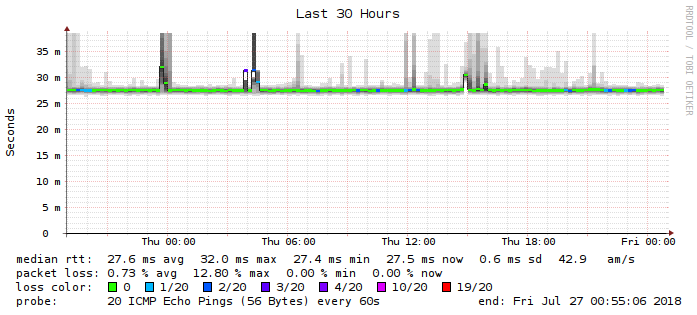 Last 30 Hours
RRDTOOL / TOBI OETIKER
Seconds
35 m
30 m
25 m
20 m
15 m
10 m
5 m
0
Thu 00:00 Thu 06:00 Thu 12:00 Thu 18:00 Fri 00:00
median rtt: 27.6 ms avg 32.0 ms max 27.4 ms min 27.5 ms now 0.6 ms sd 42.9 am/s
packet loss: 0.73 % avg 12.80 % max 0.00 % min 0.00 % now
loss color: 0 1/20 2/20 3/20 4/20 10/20 19/20
probe: 20 ICMP Echo Pings (56 Bytes) every 60s end: Fri Jul 27 00:55:06 2018